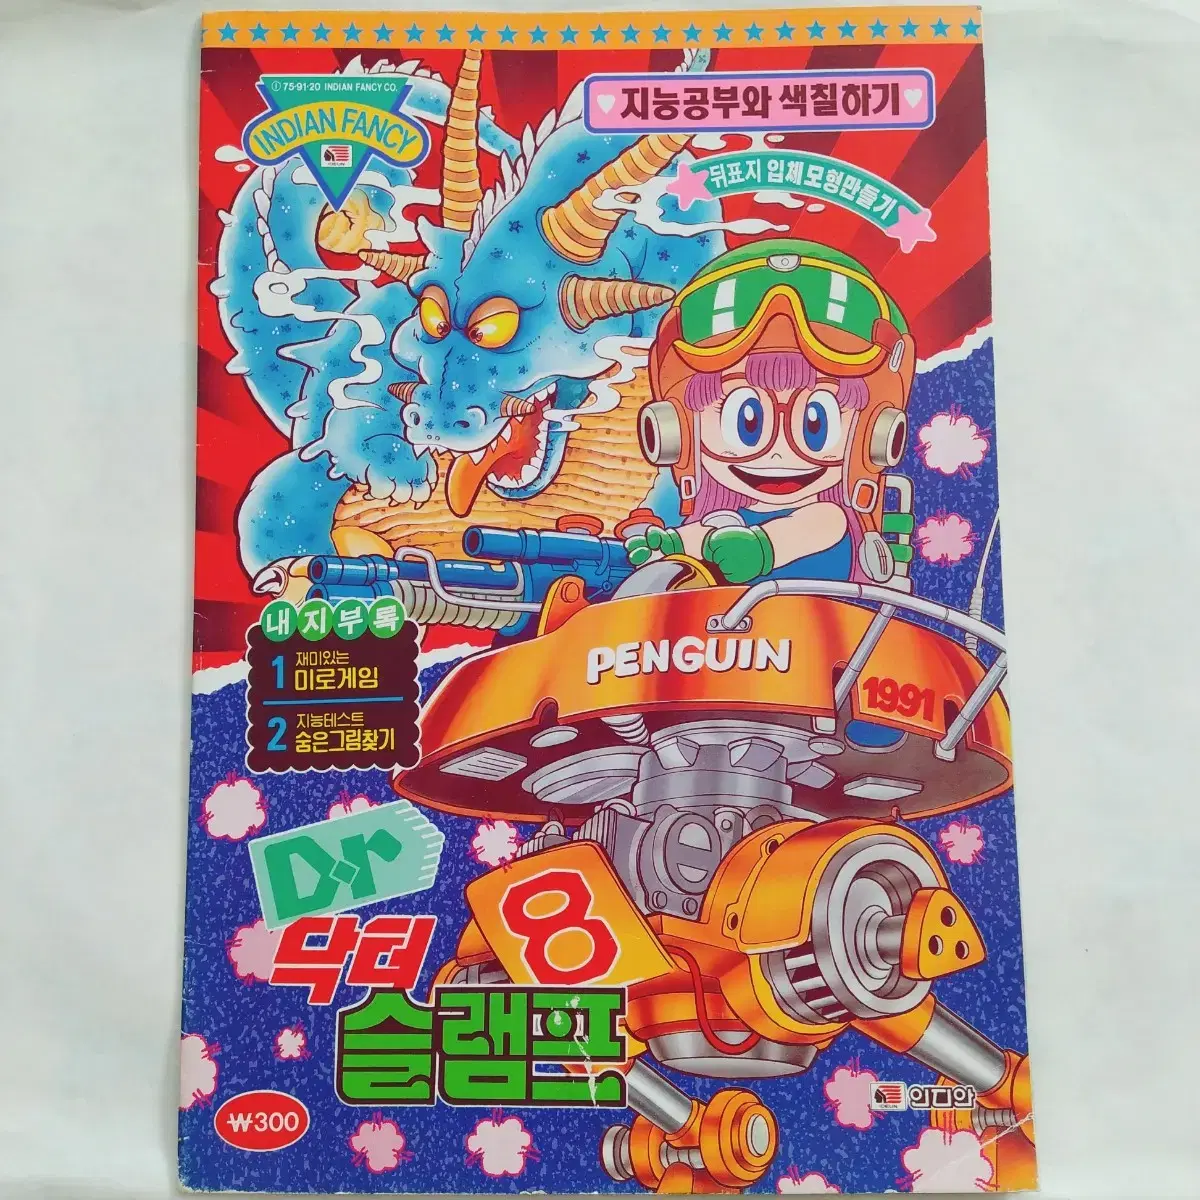 Ⓘ 75-91-20 INDIAN FANCY CO.
INDIAN FANCY
지능공부와 색칠하기
뒤표지 입체모형만들기
내지부록
1 재미있는
미로게임
2 지능테스트
숨은그림찾기
PENGUIN
1991
8
Dr
닥터
슬램프
₩300
인디안